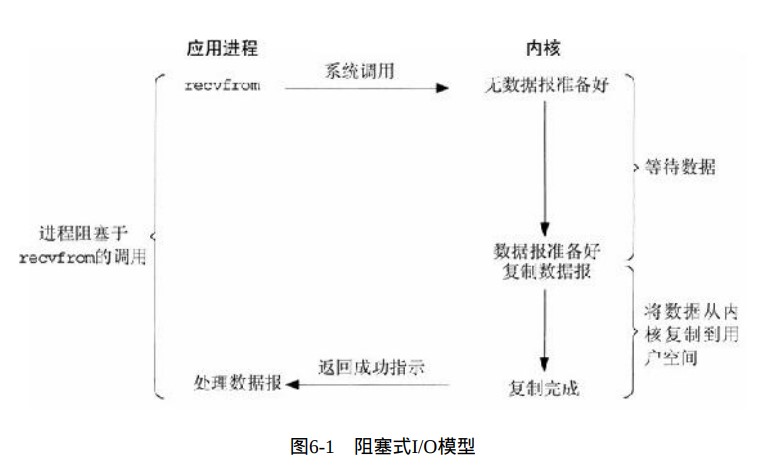 应用进程
内核
recvfrom
系统调用
无数据报准备好
等待数据
进程阻塞于
recvfrom的调用
数据报准备好
复制数据报
将数据从内
核复制到用
户空间
处理数据报
返回成功指示
复制完成
图6-1 阻塞式I/O模型